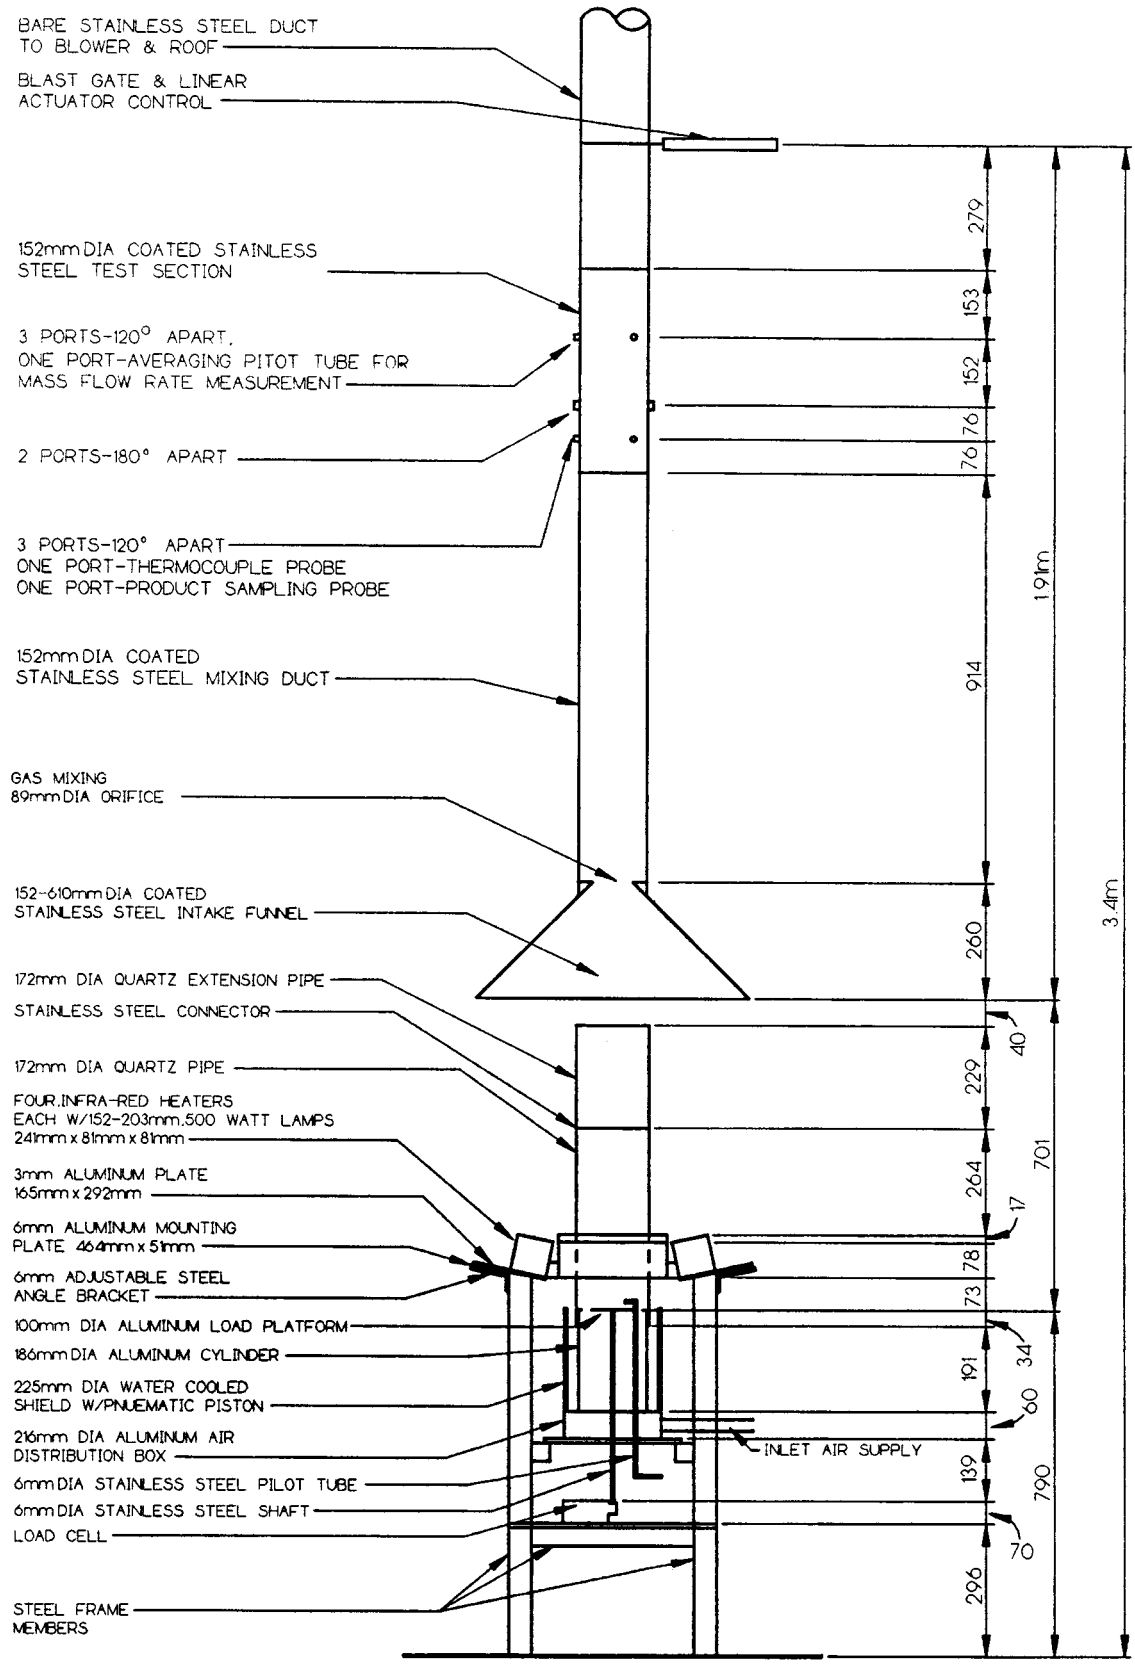 BARE STAINLESS STEEL DUCT
TO BLOWER & ROOF
BLAST GATE & LINEAR
ACTUATOR CONTROL
152mm DIA COATED STAINLESS
STEEL TEST SECTION
3 PORTS-120° APART,
ONE PORT-AVERAGING PITOT TUBE FOR
MASS FLOW RATE MEASUREMENT
2 PORTS-180° APART
3 PORTS-120° APART
ONE PORT-THERMOCOUPLE PROBE
ONE PORT-PRODUCT SAMPLING PROBE
152mm DIA COATED
STAINLESS STEEL MIXING DUCT
GAS MIXING
89mm DIA ORIFICE
152-610mm DIA COATED
STAINLESS STEEL INTAKE FUNNEL
172mm DIA QUARTZ EXTENSION PIPE
STAINLESS STEEL CONNECTOR
172mm DIA QUARTZ PIPE
FOUR.INFRA-RED HEATERS
EACH W/152-203mm.500 WATT LAMPS
241mm x 81mm x 81mm
3mm ALUMINUM PLATE
165mm x 292mm
6mm ALUMINUM MOUNTING
PLATE 464mm x 51mm
6mm ADJUSTABLE STEEL
ANGLE BRACKET
100mm DIA ALUMINUM LOAD PLATFORM
186mm DIA ALUMINUM CYLINDER
225mm DIA WATER COOLED
SHIELD W/PNUEMATIC PISTON
216mm DIA ALUMINUM AIR
DISTRIBUTION BOX
6mm DIA STAINLESS STEEL PILOT TUBE
6mm DIA STAINLESS STEEL SHAFT
LOAD CELL
STEEL FRAME
MEMBERS
INLET AIR SUPPLY
279
153
152
76
76
914
260
40
229
264
17
78
73
34
191
60
139
70
296
1.91m
701
790
3.4m